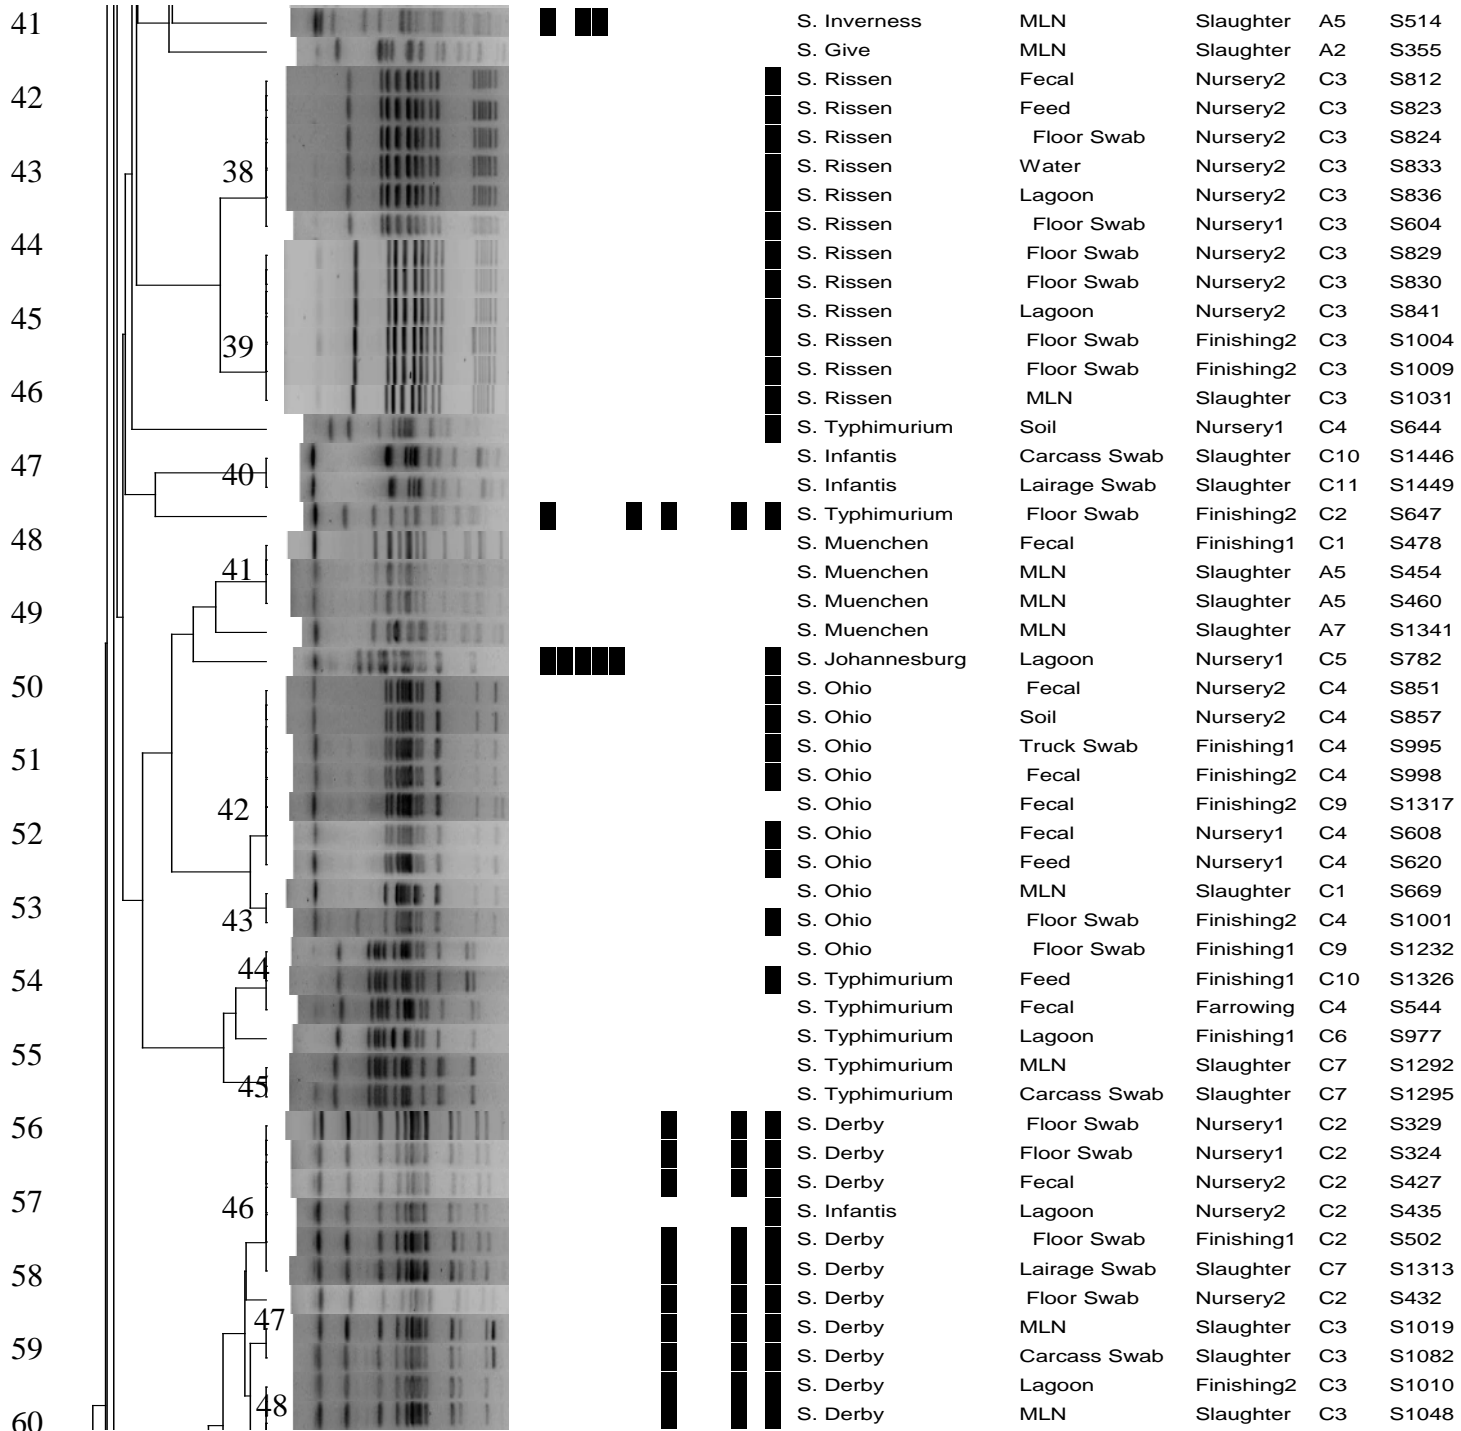 41 S. Inverness MLN Slaughter A5 S514
S. Give MLN Slaughter A2 S355
S. Rissen Fecal Nursery2 C3 S812
42 S. Rissen Feed Nursery2 C3 S823
S. Rissen Floor Swab Nursery2 C3 S824
43 38 S. Rissen Water Nursery2 C3 S833
S. Rissen Lagoon Nursery2 C3 S836
S. Rissen Floor Swab Nursery1 C3 S604
44 S. Rissen Floor Swab Nursery2 C3 S829
S. Rissen Floor Swab Nursery2 C3 S830
45 S. Rissen Lagoon Nursery2 C3 S841
39 S. Rissen Floor Swab Finishing2 C3 S1004
S. Rissen Floor Swab Finishing2 C3 S1009
46 S. Rissen MLN Slaughter C3 S1031
S. Typhimurium Soil Nursery1 C4 S644
47 40 S. Infantis Carcass Swab Slaughter C10 S1446
S. Infantis Lairage Swab Slaughter C11 S1449
S. Typhimurium Floor Swab Finishing2 C2 S647
48 S. Muenchen Fecal Finishing1 C1 S478
41 S. Muenchen MLN Slaughter A5 S454
49 S. Muenchen MLN Slaughter A5 S460
S. Muenchen MLN Slaughter A7 S1341
S. Johannesburg Lagoon Nursery1 C5 S782
50 S. Ohio Fecal Nursery2 C4 S851
S. Ohio Soil Nursery2 C4 S857
51 S. Ohio Truck Swab Finishing1 C4 S995
S. Ohio Fecal Finishing2 C4 S998
42 S. Ohio Fecal Finishing2 C9 S1317
52 S. Ohio Fecal Nursery1 C4 S608
S. Ohio Feed Nursery1 C4 S620
S. Ohio MLN Slaughter C1 S669
53 43 S. Ohio Floor Swab Finishing2 C4 S1001
S. Ohio Floor Swab Finishing1 C9 S1232
54 44 S. Typhimurium Feed Finishing1 C10 S1326
S. Typhimurium Fecal Farrowing C4 S544
S. Typhimurium Lagoon Finishing1 C6 S977
55 S. Typhimurium MLN Slaughter C7 S1292
45 S. Typhimurium Carcass Swab Slaughter C7 S1295
56 S. Derby Floor Swab Nursery1 C2 S329
S. Derby Floor Swab Nursery1 C2 S324
S. Derby Fecal Nursery2 C2 S427
57 46 S. Infantis Lagoon Nursery2 C2 S435
S. Derby Floor Swab Finishing1 C2 S502
58 S. Derby Lairage Swab Slaughter C7 S1313
S. Derby Floor Swab Nursery2 C2 S432
47 S. Derby MLN Slaughter C3 S1019
59 S. Derby Carcass Swab Slaughter C3 S1082
S. Derby Lagoon Finishing2 C3 S1010
60 48 S. Derby MLN Slaughter C3 S1048